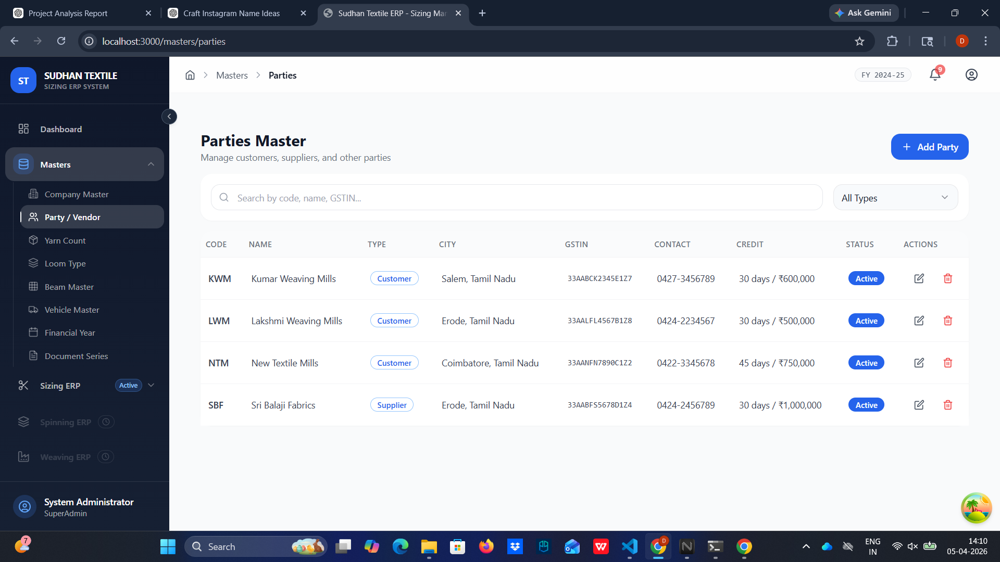 Project Analysis Report
Craft Instagram Name Ideas
Sudhan Textile ERP - Sizing Mar
Ask Gemini
localhost:3000/masters/parties
D
ST
SUDHAN TEXTILE
SIZING ERP SYSTEM
Masters
Parties
FY 2024-25
9
Dashboard
Masters
Company Master
Party / Vendor
Yarn Count
Loom Type
Beam Master
Vehicle Master
Financial Year
Document Series
Sizing ERP
Active
Spinning ERP
Weaving ERP
System Administrator
SuperAdmin
Parties Master
Manage customers, suppliers, and other parties
Add Party
Search by code, name, GSTIN...
All Types
CODE NAME TYPE CITY GSTIN CONTACT CREDIT STATUS ACTIONS
KWM Kumar Weaving Mills Customer Salem, Tamil Nadu 33AABCK2345E1Z7 0427-3456789 30 days / ₹600,000 Active
LWM Lakshmi Weaving Mills Customer Erode, Tamil Nadu 33AALFL4567B1Z8 0424-2234567 30 days / ₹500,000 Active
NTM New Textile Mills Customer Coimbatore, Tamil Nadu 33AANFN7890C1Z2 0422-3345678 45 days / ₹750,000 Active
SBF Sri Balaji Fabrics Supplier Erode, Tamil Nadu 33AABFS5678D1Z4 0424-2456789 30 days / ₹1,000,000 Active
7
Search
D
ENG
IN
14:10
05-04-2026